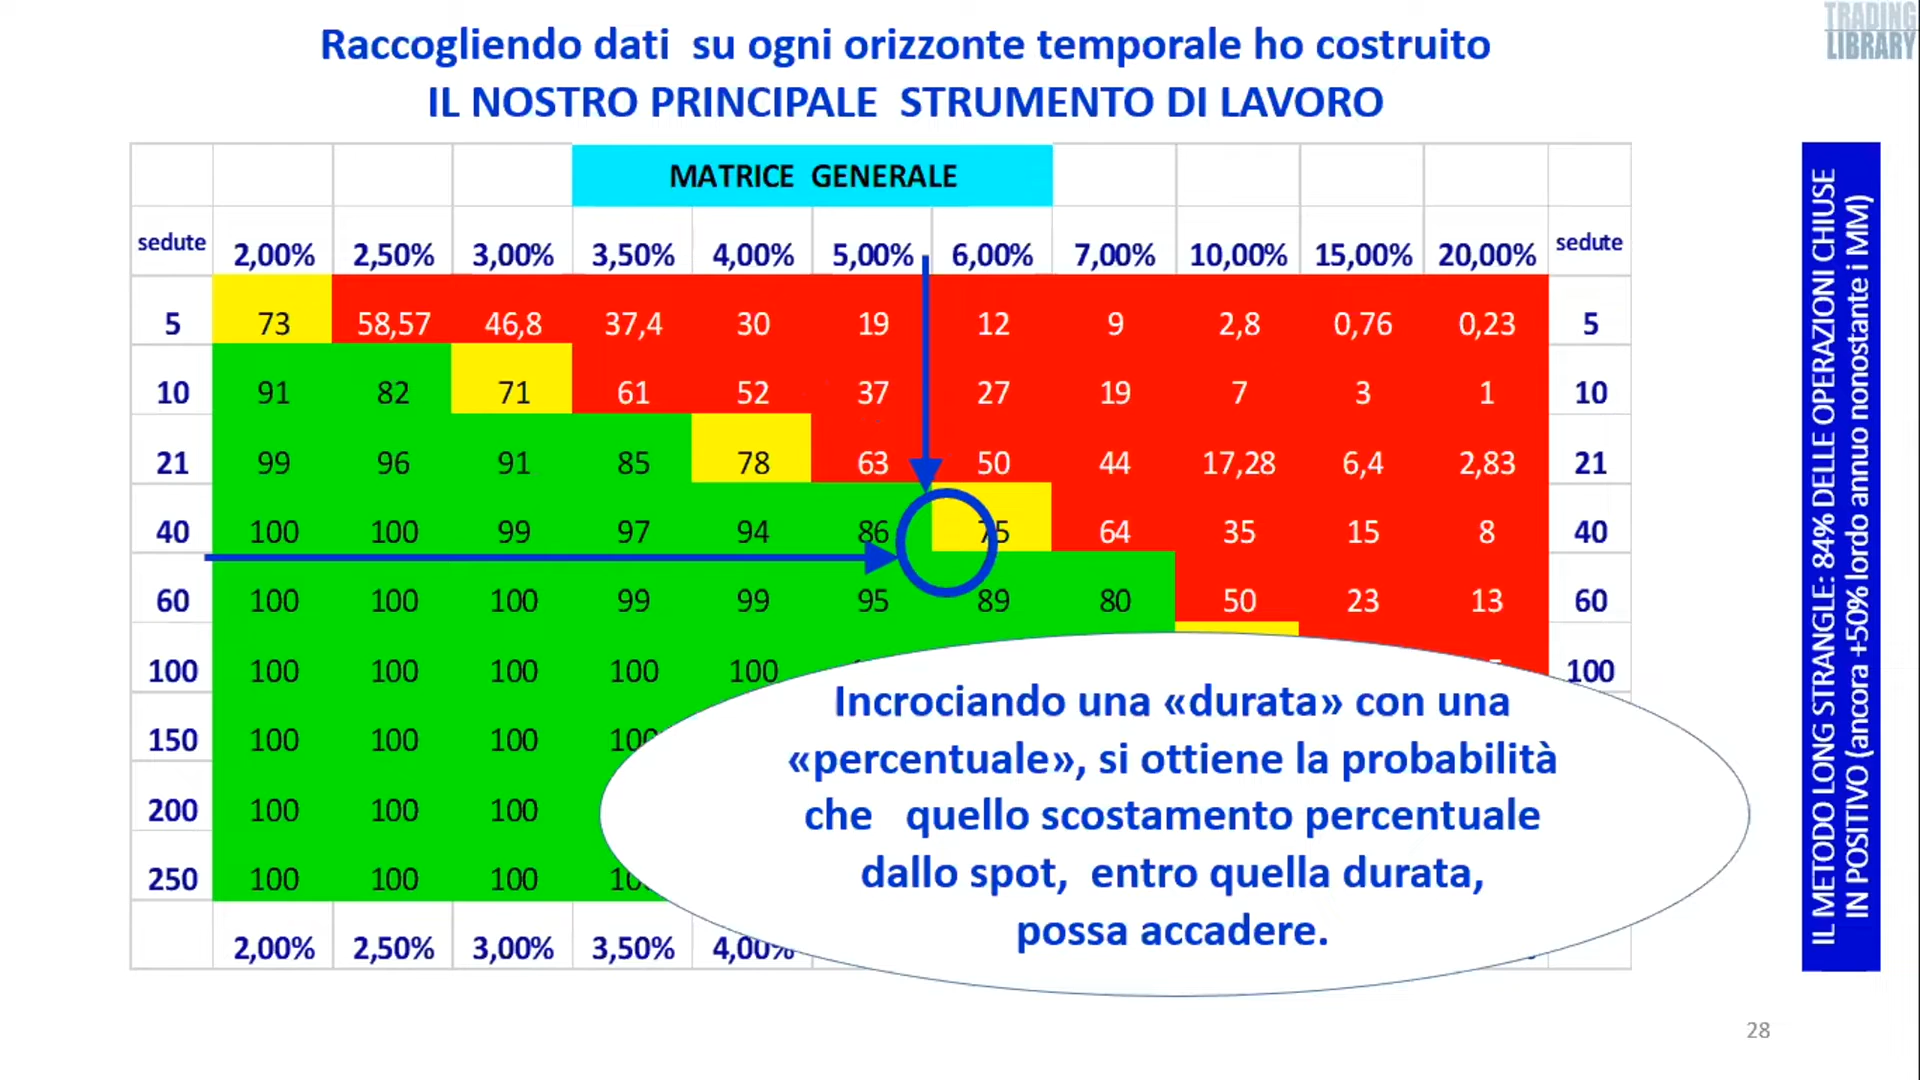 TRADING
LIBRARY
Raccogliendo dati su ogni orizzonte temporale ho costruito
IL NOSTRO PRINCIPALE STRUMENTO DI LAVORO
MATRICE GENERALE
sedute 2,00% 2,50% 3,00% 3,50% 4,00% 5,00% 6,00% 7,00% 10,00% 15,00% 20,00% sedute
5 73 58,57 46,8 37,4 30 19 12 9 2,8 0,76 0,23 5
10 91 82 71 61 52 37 27 19 7 3 1 10
21 99 96 91 85 78 63 50 44 17,28 6,4 2,83 21
40 100 100 99 97 94 86 75 64 35 15 8 40
60 100 100 100 99 99 95 89 80 50 23 13 60
100 100 100 100 100 100 100
150 100 100 100 100
200 100 100 100
250 100 100 100
2,00% 2,50% 3,00% 3,50% 4,00%
Incrociando una «durata» con una
«percentuale», si ottiene la probabilità
che quello scostamento percentuale
dallo spot, entro quella durata,
possa accadere.
IL METODO LONG STRANGLE: 84% DELLE OPERAZIONI CHIUSE
IN POSITIVO (ancora +50% lordo annuo nonostante i MM)
28